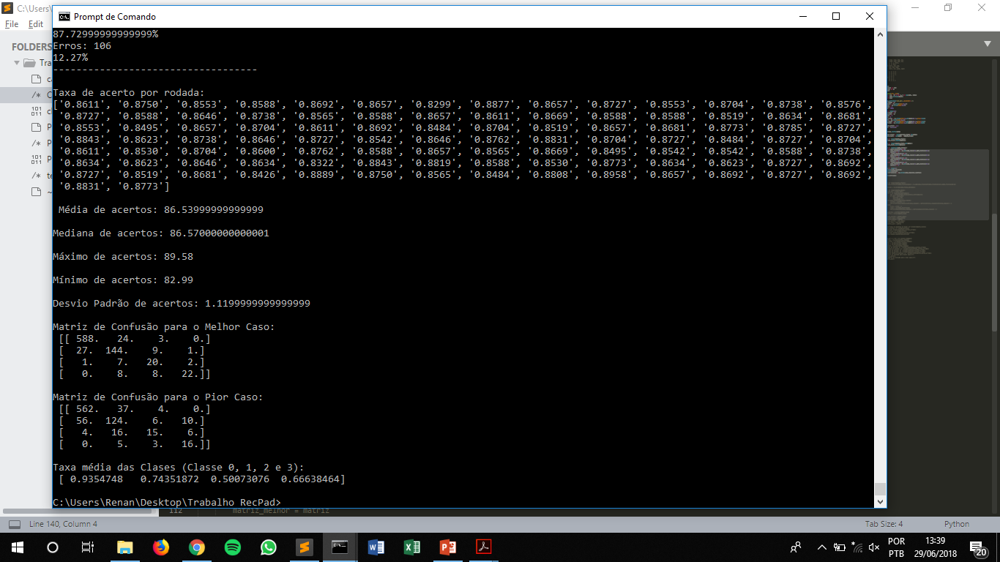 C:\Users\
Prompt de Comando
File Edit
FOLDERS
Tra
87.72999999999999%
Erros: 106
12.27%
-----------------------------------
Taxa de acerto por rodada:
['0.8611', '0.8750', '0.8553', '0.8588', '0.8692', '0.8657', '0.8299', '0.8877', '0.8657', '0.8727', '0.8553', '0.8704', '0.8738', '0.8576',
'0.8727', '0.8588', '0.8646', '0.8738', '0.8565', '0.8588', '0.8657', '0.8611', '0.8669', '0.8588', '0.8588', '0.8519', '0.8634', '0.8681',
'0.8553', '0.8495', '0.8657', '0.8704', '0.8611', '0.8692', '0.8484', '0.8704', '0.8519', '0.8657', '0.8681', '0.8773', '0.8785', '0.8727',
'0.8843', '0.8623', '0.8738', '0.8646', '0.8727', '0.8542', '0.8646', '0.8762', '0.8831', '0.8704', '0.8727', '0.8484', '0.8727', '0.8704',
'0.8611', '0.8530', '0.8704', '0.8600', '0.8762', '0.8553', '0.8657', '0.8565', '0.8669', '0.8495', '0.8542', '0.8542', '0.8588', '0.8738',
'0.8634', '0.8623', '0.8646', '0.8634', '0.8322', '0.8843', '0.8819', '0.8588', '0.8530', '0.8773', '0.8634', '0.8623', '0.8727', '0.8692',
'0.8727', '0.8519', '0.8681', '0.8426', '0.8889', '0.8750', '0.8565', '0.8484', '0.8808', '0.8958', '0.8657', '0.8692', '0.8727', '0.8692',
'0.8831', '0.8773']
Média de acertos: 86.53999999999999
Mediana de acertos: 86.57000000000001
Máximo de acertos: 89.58
Mínimo de acertos: 82.99
Desvio Padrão de acertos: 1.1199999999999999
Matriz de Confusão para o Melhor Caso:
[[ 588. 24. 3. 0.]
[ 27. 144. 9. 1.]
[ 1. 7. 20. 2.]
[ 0. 8. 8. 22.]]
Matriz de Confusão para o Pior Caso:
[[ 562. 37. 4. 0.]
[ 56. 124. 6. 10.]
[ 4. 16. 15. 6.]
[ 0. 5. 3. 16.]]
Taxa média das Clases (Classe 0, 1, 2 e 3):
[ 0.9354748 0.74351872 0.50073076 0.66638464]
C:\Users\Renan\Desktop\Trabalho RecPad>
112 matriz_melhor = matriz
Line 140, Column 4
Tab Size: 4
Python
POR
PTB
13:39
29/06/2018
20